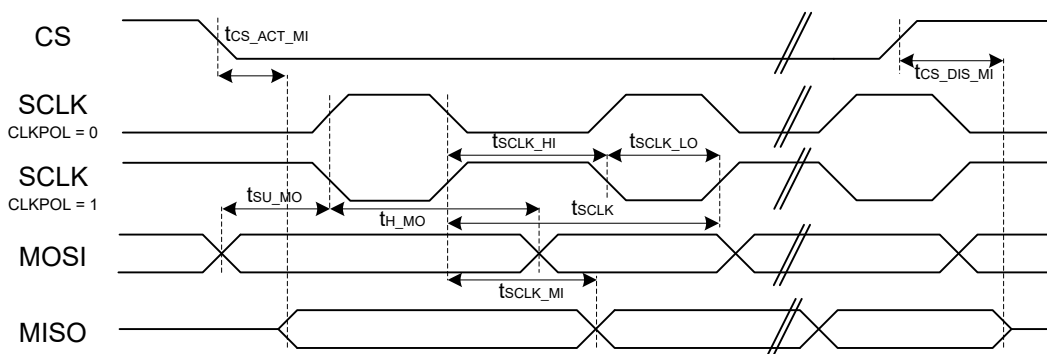 CS
tCS_ACT_MI
tCS_DIS_MI
SCLK
CLKPOL = 0
tSCLK_HI
tSCLK_LO
SCLK
CLKPOL = 1
tSU_MO
tH_MO
tSCLK
MOSI
tSCLK_MI
MISO